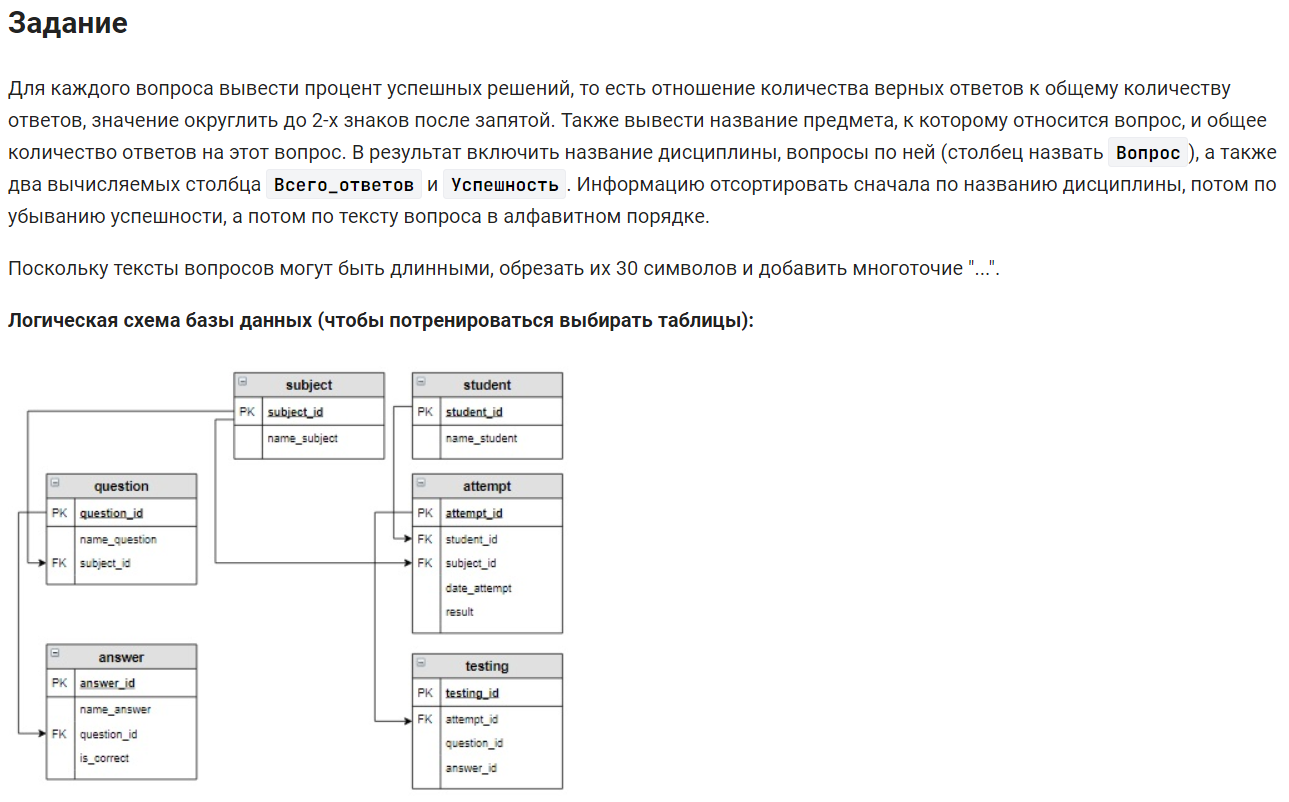 Задание
Для каждого вопроса вывести процент успешных решений, то есть отношение количества верных ответов к общему количеству
ответов, значение округлить до 2-х знаков после запятой. Также вывести название предмета, к которому относится вопрос, и общее
количество ответов на этот вопрос. В результат включить название дисциплины, вопросы по ней (столбец назвать Вопрос), а также
два вычисляемых столбца Всего_ответов и Успешность. Информацию отсортировать сначала по названию дисциплины, потом по
убыванию успешности, а потом по тексту вопроса в алфавитном порядке.
Поскольку тексты вопросов могут быть длинными, обрезать их 30 символов и добавить многоточие "...".
Логическая схема базы данных (чтобы потренироваться выбирать таблицы):
subject
PK subject_id
name_subject
student
PK student_id
name_student
question
PK question_id
name_question
FK subject_id
attempt
PK attempt_id
FK student_id
FK subject_id
date_attempt
result
answer
PK answer_id
name_answer
FK question_id
is_correct
testing
PK testing_id
FK attempt_id
question_id
answer_id